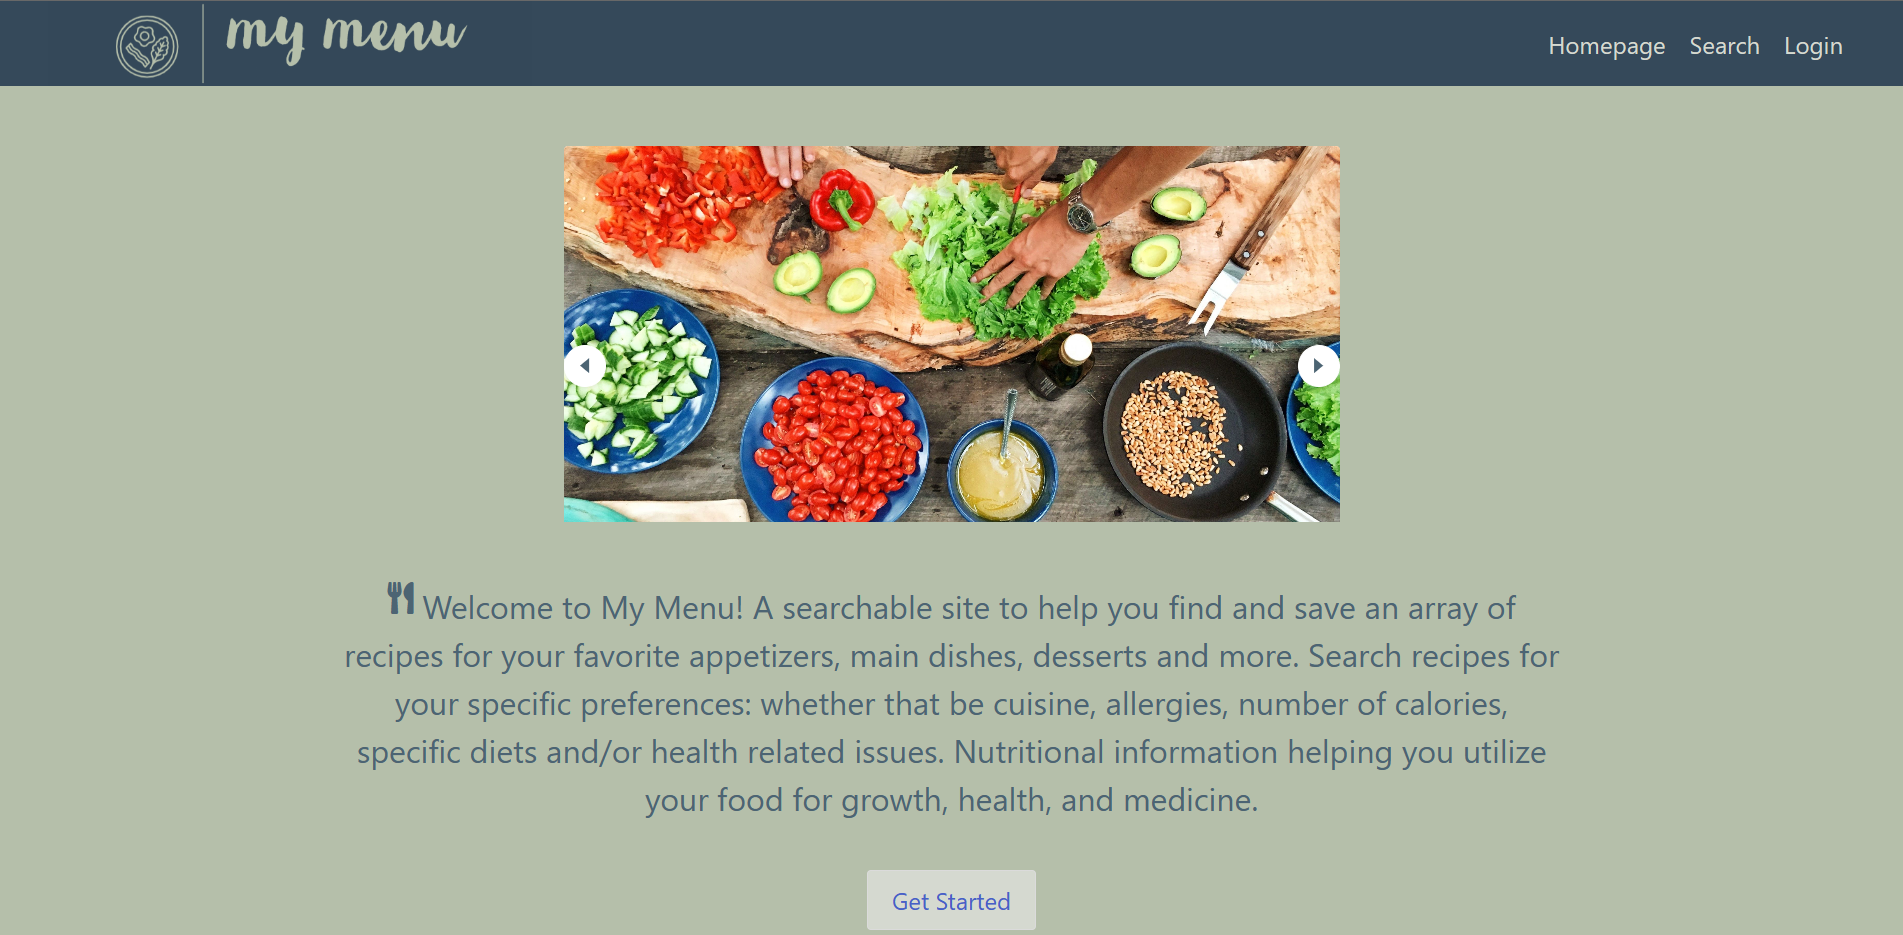 my menu
Homepage Search Login
Welcome to My Menu! A searchable site to help you find and save an array of
recipes for your favorite appetizers, main dishes, desserts and more. Search recipes for
your specific preferences: whether that be cuisine, allergies, number of calories,
specific diets and/or health related issues. Nutritional information helping you utilize
your food for growth, health, and medicine.
Get Started